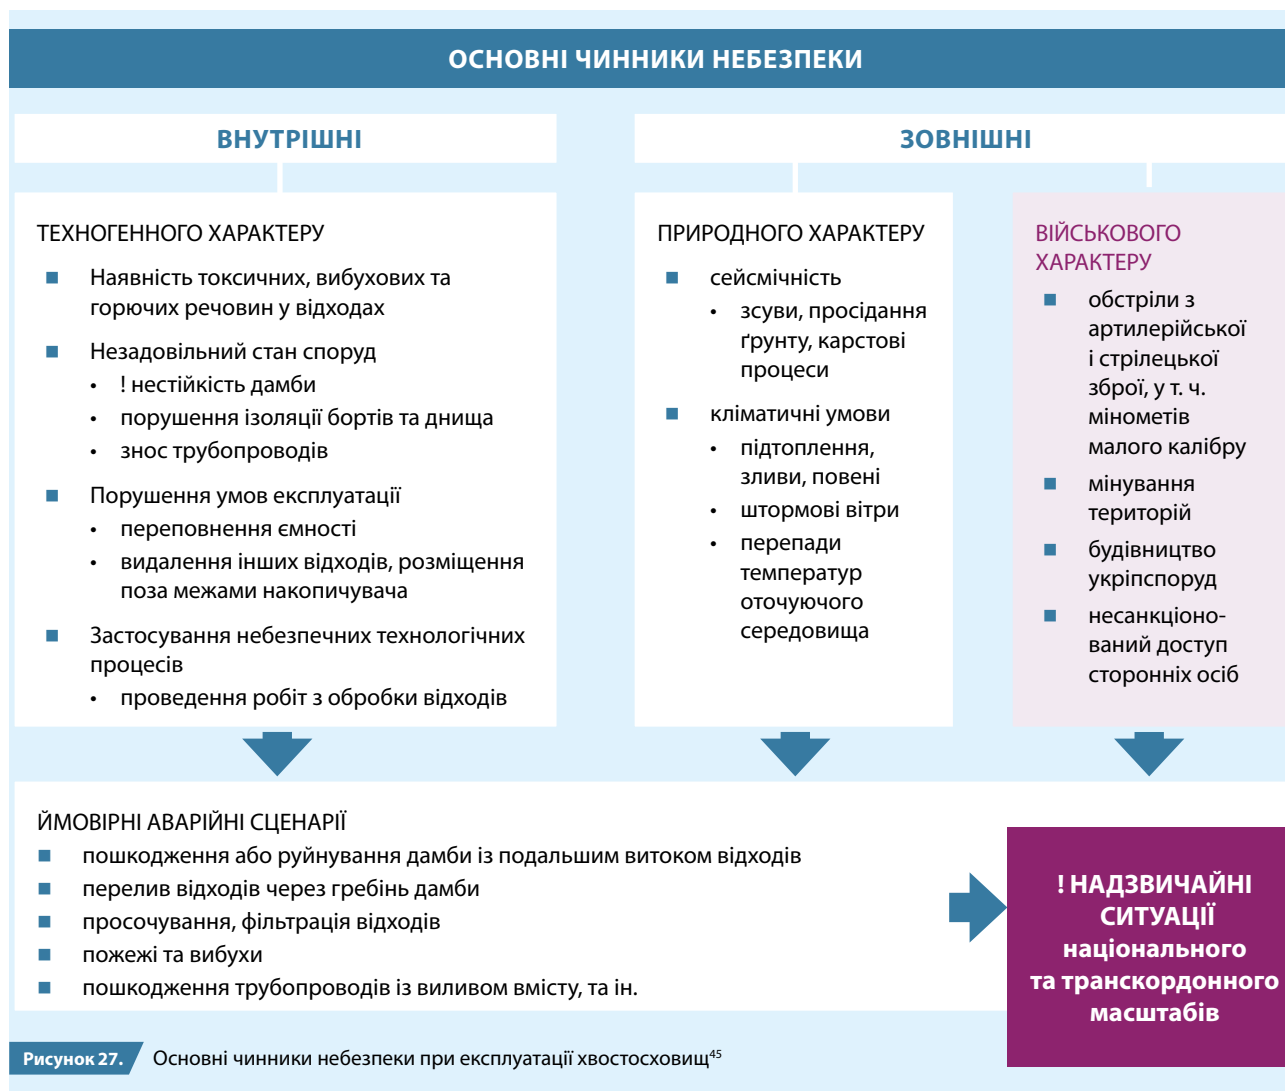 ОСНОВНІ ЧИННИКИ НЕБЕЗПЕКИ
ВНУТРІШНІ
ТЕХНОГЕННОГО ХАРАКТЕРУ
■ Наявність токсичних, вибухових та
горючих речовин у відходах
■ Незадовільний стан споруд
• ! нестійкість дамби
• порушення ізоляції бортів та днища
• знос трубопроводів
■ Порушення умов експлуатації
• переповнення ємності
• видалення інших відходів, розміщення
поза межами накопичувача
■ Застосування небезпечних технологічних
процесів
• проведення робіт з обробки відходів
ЗОВНІШНІ
ПРИРОДНОГО ХАРАКТЕРУ
■ сейсмічність
• зсуви, просідання
ґрунту, карстові
процеси
■ кліматичні умови
• підтоплення,
зливи, повені
• штормові вітри
• перепади
температур
оточуючого
середовища
ВІЙСЬКОВОГО
ХАРАКТЕРУ
■ обстріли з
артилерійської
і стрілецької
зброї, у т. ч.
мінометів
малого калібру
■ мінування
територій
■ будівництво
укріпспоруд
■ несанкціоно-
ваний доступ
сторонніх осіб
ЙМОВІРНІ АВАРІЙНІ СЦЕНАРІЇ
■ пошкодження або руйнування дамби із подальшим витоком відходів
■ перелив відходів через гребінь дамби
■ просочування, фільтрація відходів
■ пожежі та вибухи
■ пошкодження трубопроводів із виливом вмісту, та ін.
! НАДЗВИЧАЙНІ
СИТУАЦІЇ
національного
та транскордонного
масштабів
Рисунок 27. Основні чинники небезпеки при експлуатації хвостосховищ⁴⁵